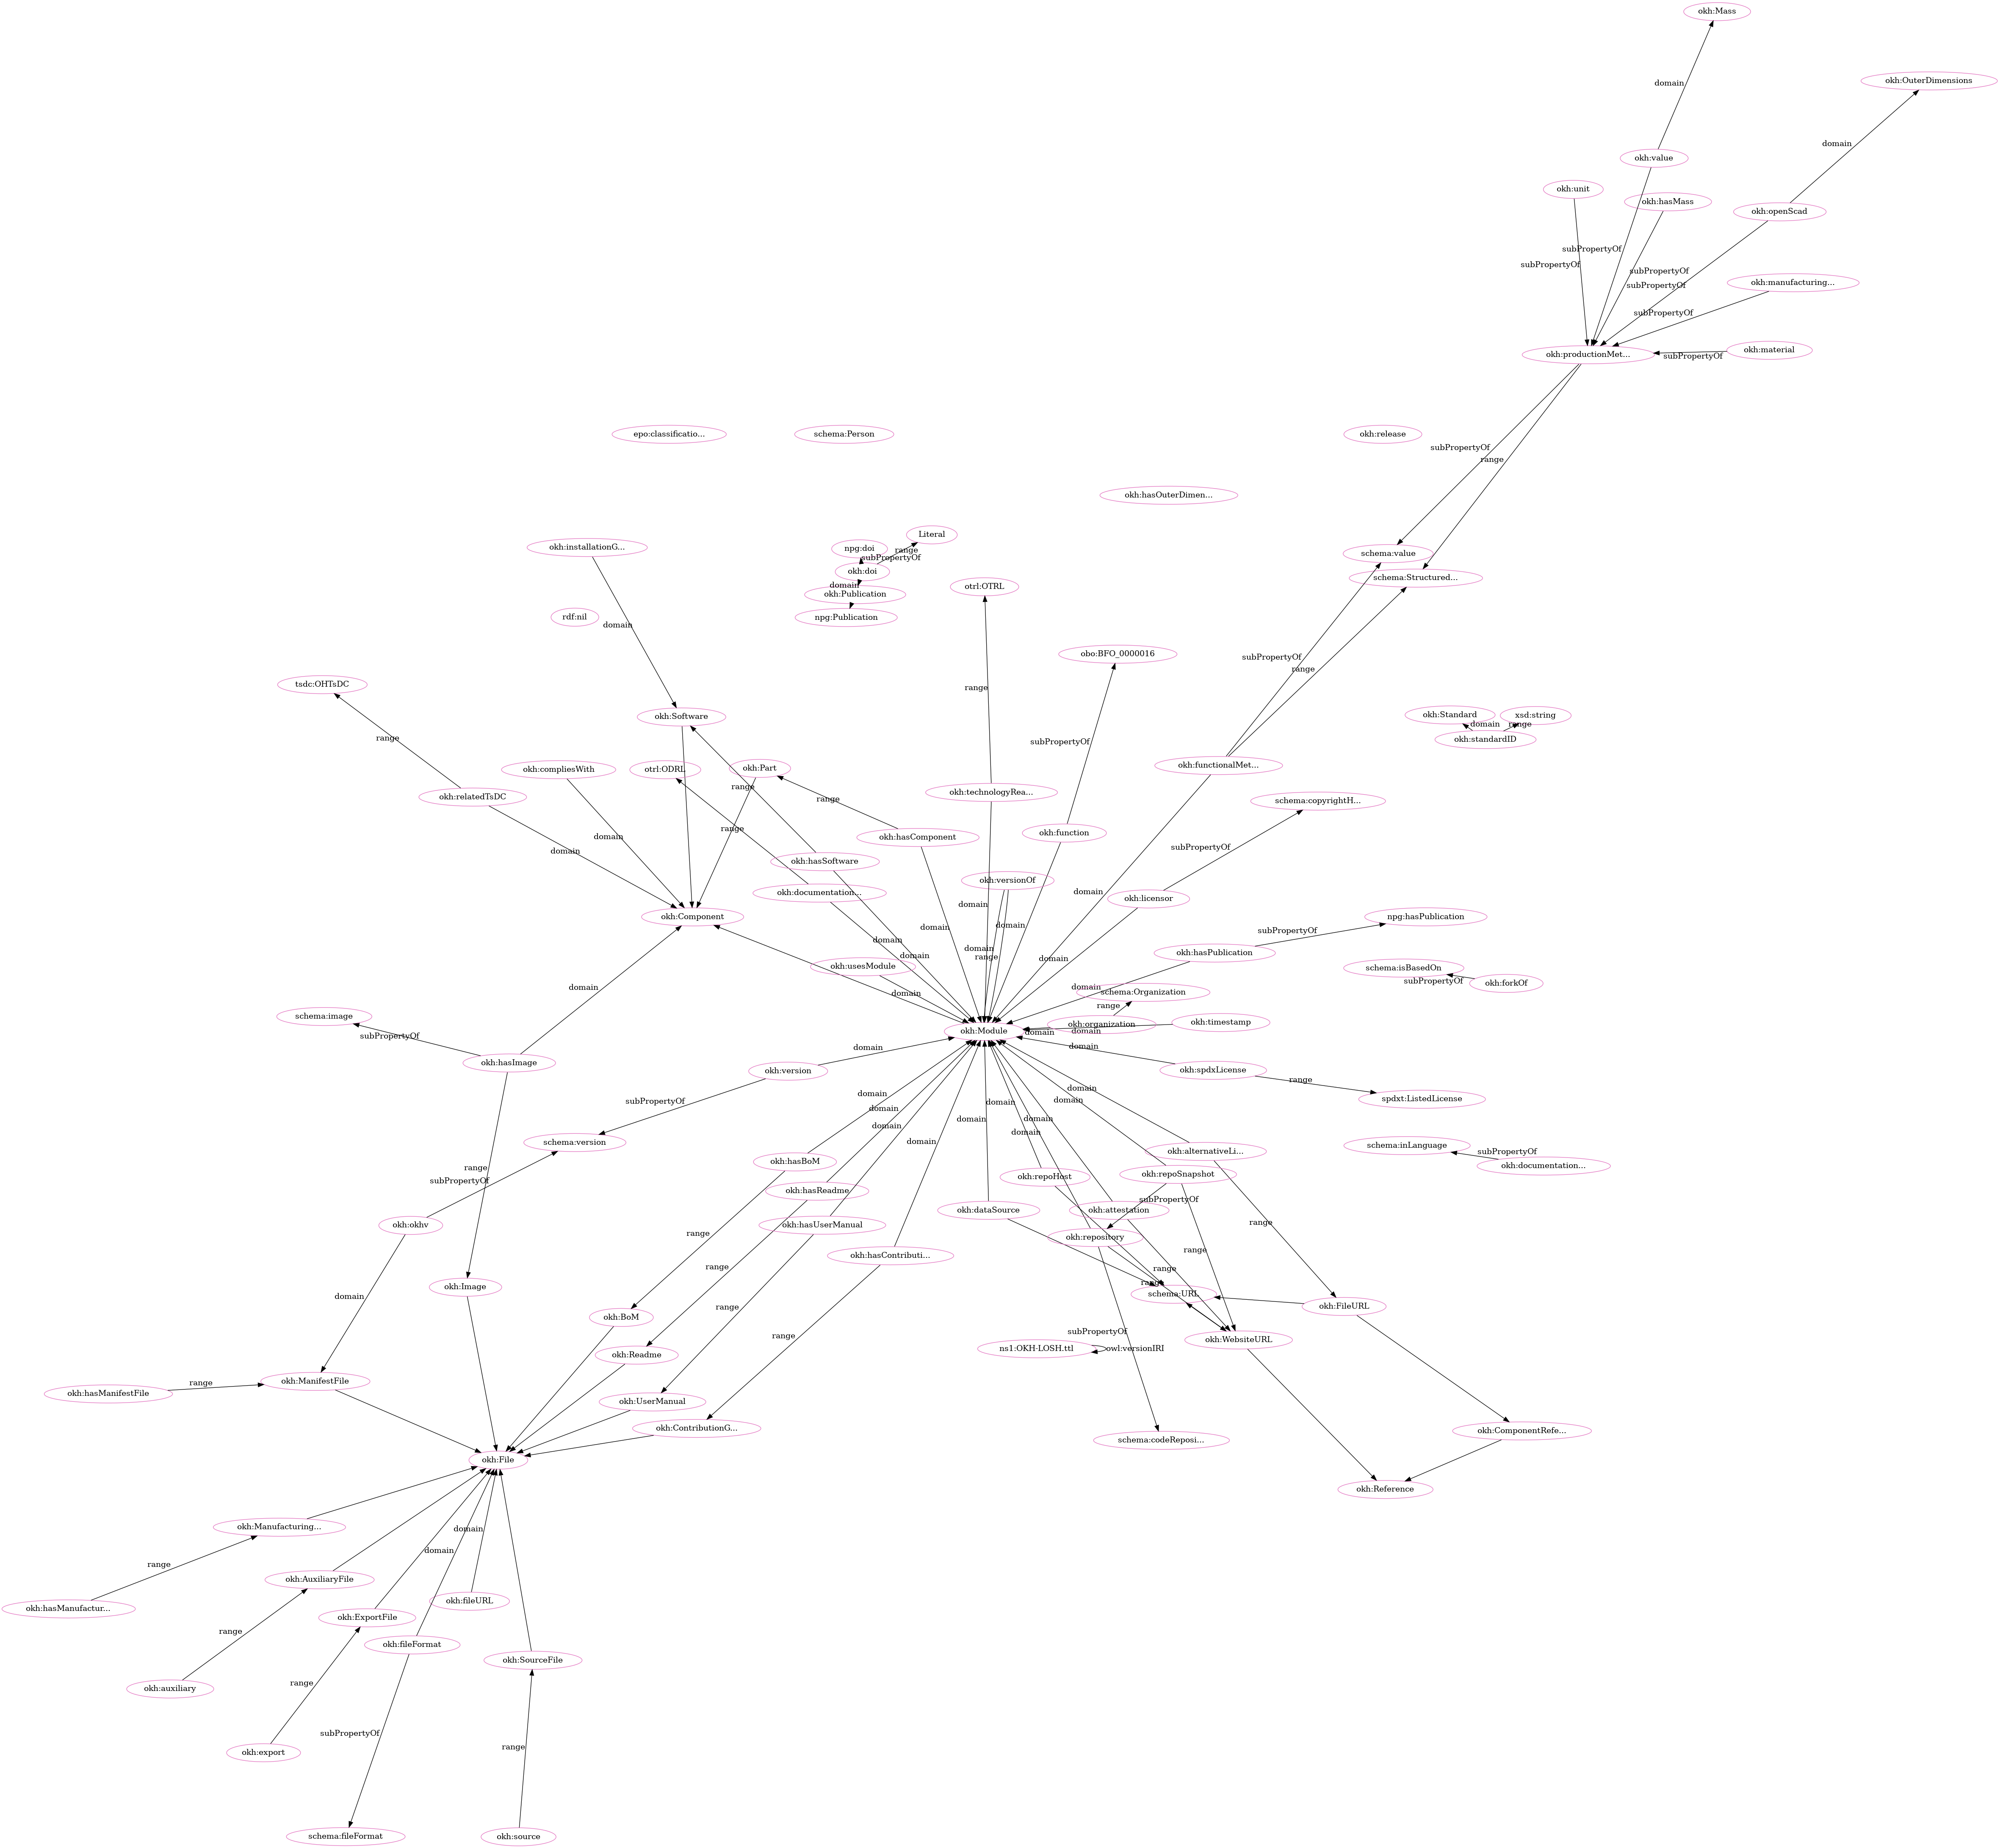 okh:Mass
okh:OuterDimensions
domain
domain
okh:value
okh:unit
okh:hasMass
okh:openScad
subPropertyOf
subPropertyOf
subPropertyOf
subPropertyOf
okh:manufacturing...
subPropertyOf
okh:productionMet...
okh:material
subPropertyOf
epo:classificatio...
schema:Person
okh:release
subPropertyOf
range
okh:hasOuterDimen...
Literal
okh:installationG...
npg:doi
range
subPropertyOf
schema:value
okh:doi
schema:Structured...
domain
otrl:OTRL
okh:Publication
rdf:nil
npg:Publication
domain
obo:BFO_0000016
subPropertyOf
range
tsdc:OHTsDC
range
okh:Software
okh:Standard
xsd:string
domain
range
range
subPropertyOf
okh:standardID
okh:compliesWith
otrl:ODRL
okh:Part
okh:functionalMet...
range
okh:relatedTsDC
okh:technologyRea...
range
schema:copyrightH...
range
domain
okh:hasComponent
okh:function
domain
subPropertyOf
okh:hasSoftware
okh:versionOf
okh:documentation...
domain
domain
okh:licensor
okh:Component
npg:hasPublication
domain
domain
subPropertyOf
domain
domain
domain
range
okh:hasPublication
domain
okh:usesModule
schema:isBasedOn
subPropertyOf
okh:forkOf
domain
domain
domain
schema:Organization
range
schema:image
okh:Module
okh:organization
okh:timestamp
domain
domain
subPropertyOf
domain
domain
okh:hasImage
okh:version
okh:spdxLicense
range
domain
domain
spdxt:ListedLicense
domain
subPropertyOf
domain
domain
domain
domain
domain
domain
domain
schema:version
schema:inLanguage
okh:alternativeLi...
subPropertyOf
range
okh:hasBoM
okh:documentation...
okh:repoSnapshot
okh:repoHost
subPropertyOf
okh:hasReadme
subPropertyOf
okh:dataSource
okh:attestation
okh:okhv
okh:hasUserManual
range
range
okh:repository
range
okh:hasContributi...
range
range
range
okh:Image
schema:URL
domain
okh:BoM
range
okh:FileURL
subPropertyOf
range
okh:WebsiteURL
okh:Readme
ns1:OKH-LOSH.ttl
owl:versionIRI
okh:hasManifestFile
range
okh:ManifestFile
okh:UserManual
okh:ContributionG...
okh:ComponentRefe...
schema:codeReposi...
okh:File
okh:Reference
okh:Manufacturing...
domain
domain
range
okh:AuxiliaryFile
okh:hasManufactur...
okh:fileURL
okh:ExportFile
range
okh:fileFormat
okh:SourceFile
range
okh:auxiliary
subPropertyOf
range
okh:export
schema:fileFormat
okh:source